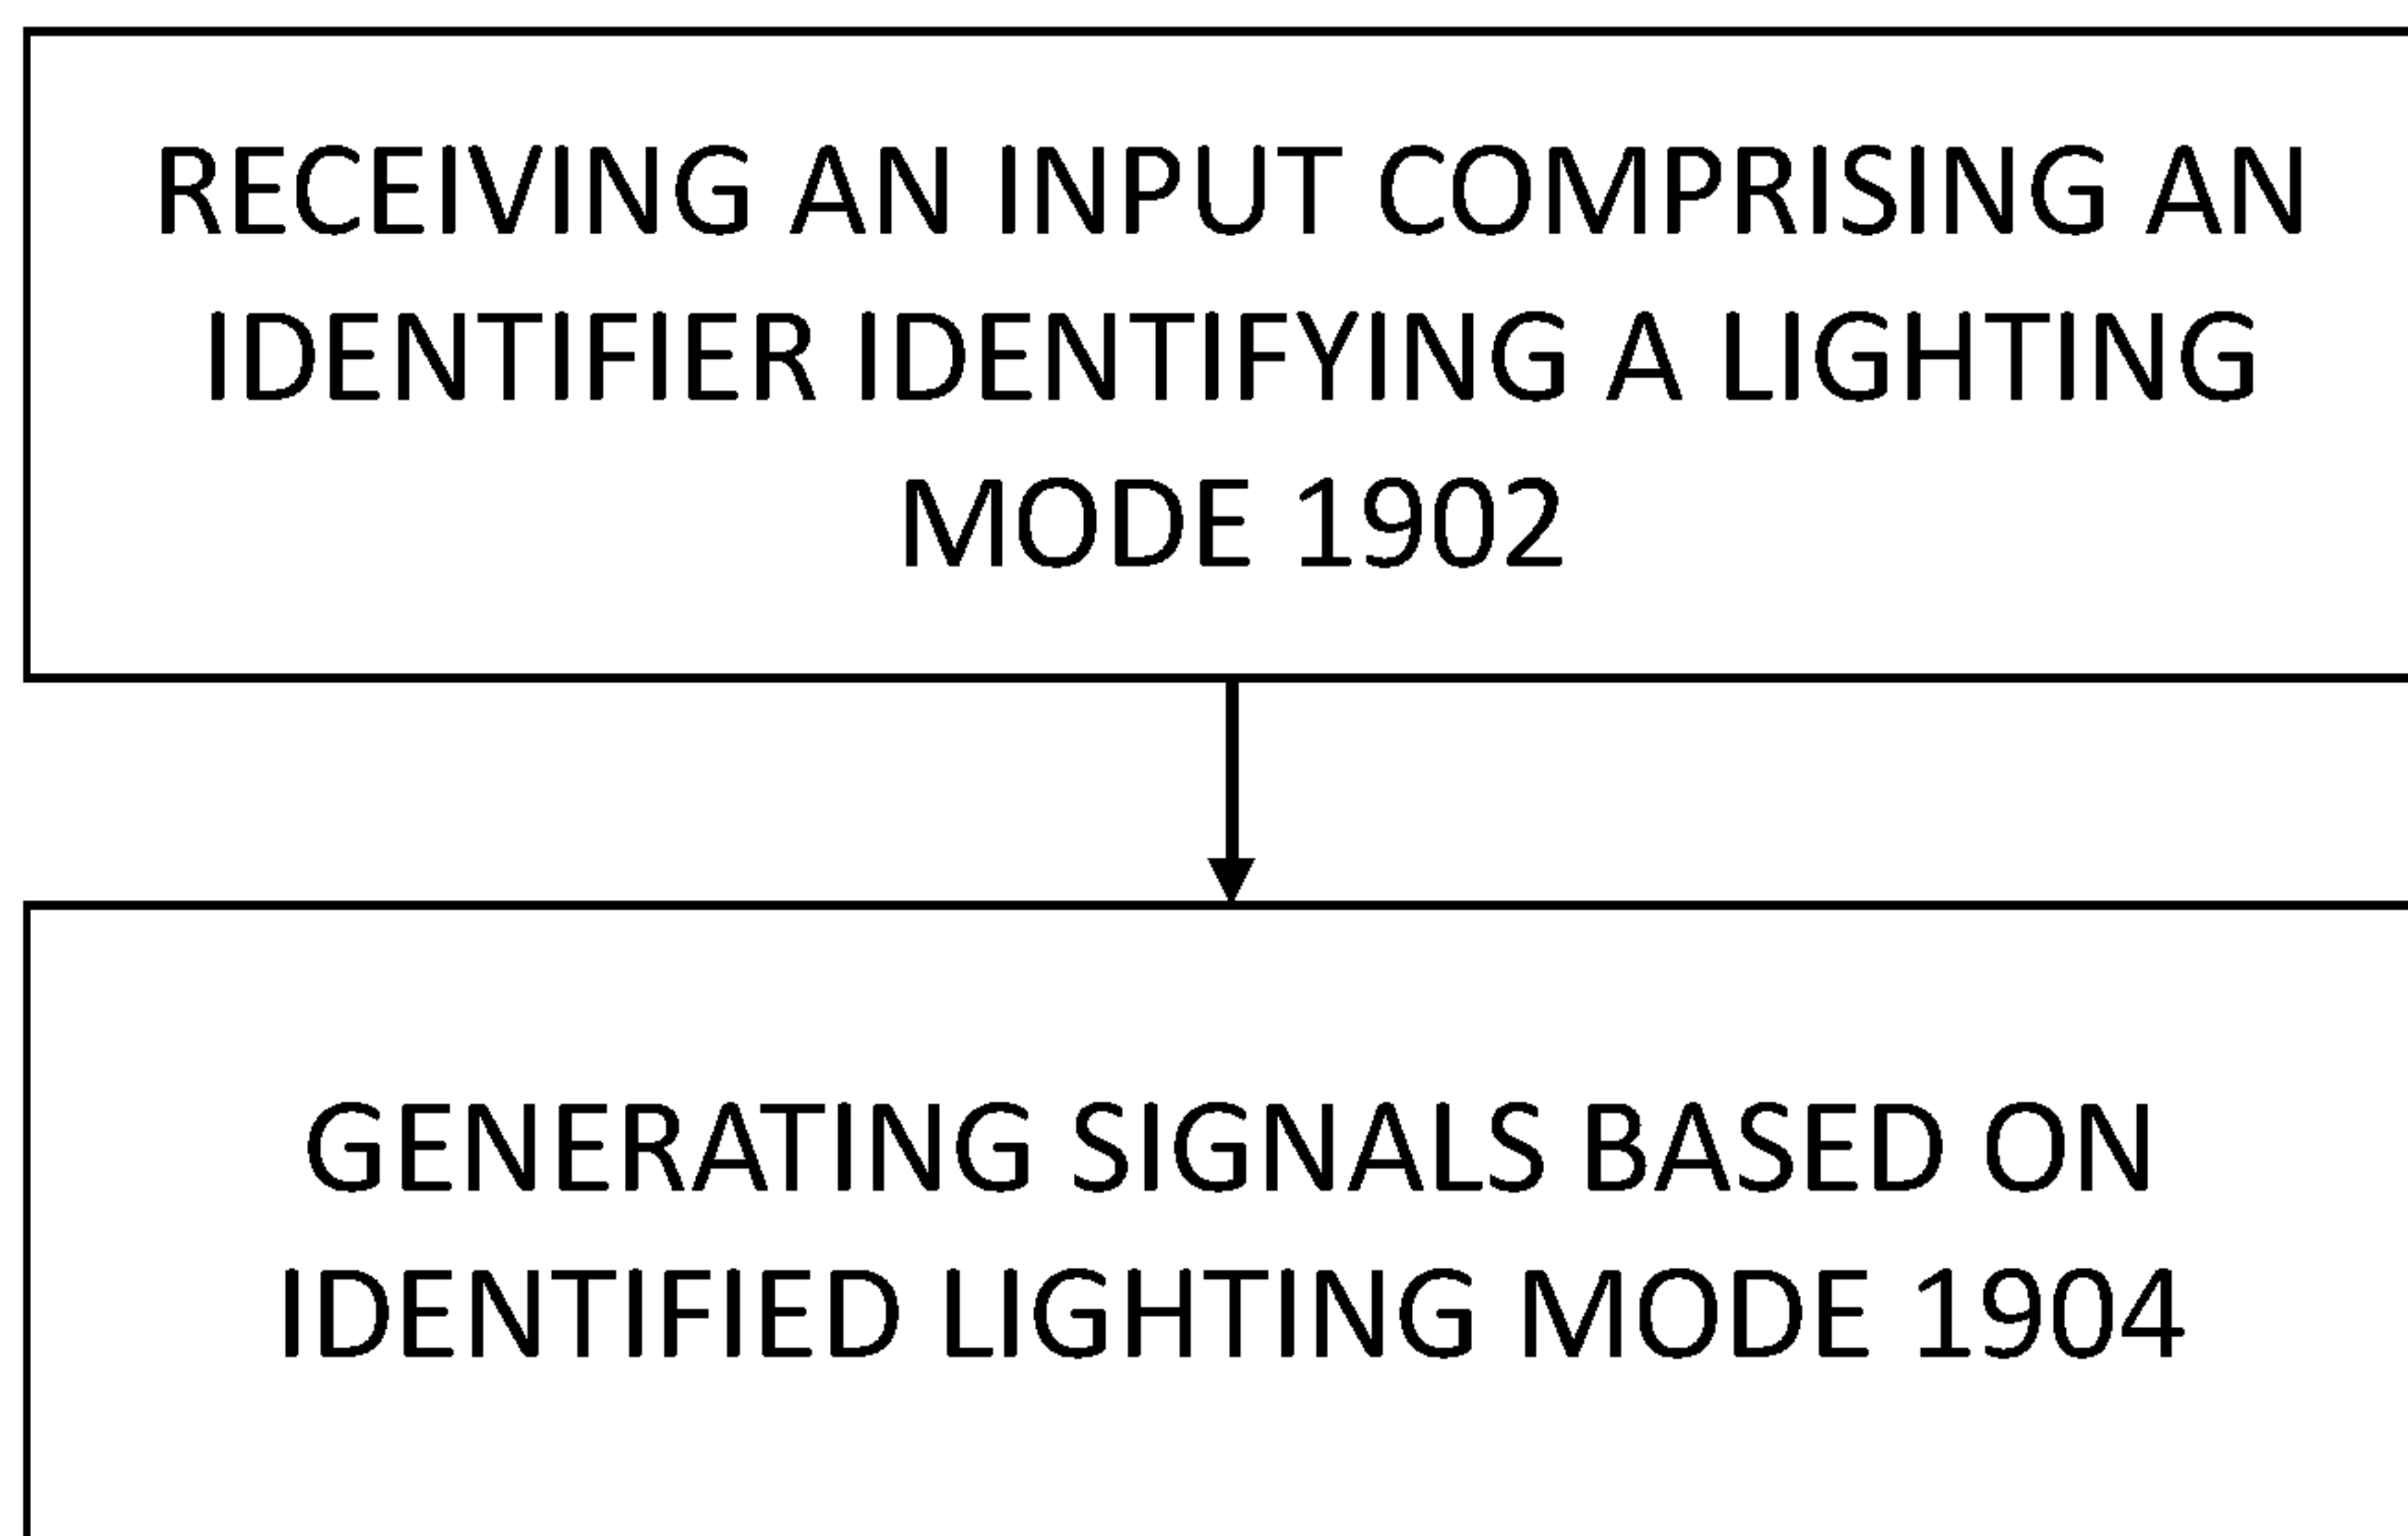 RECEIVING AN INPUT COMPRISING AN
IDENTIFIER IDENTIFYING A LIGHTING
MODE 1902
GENERATING SIGNALS BASED ON
IDENTIFIED LIGHTING MODE 1904